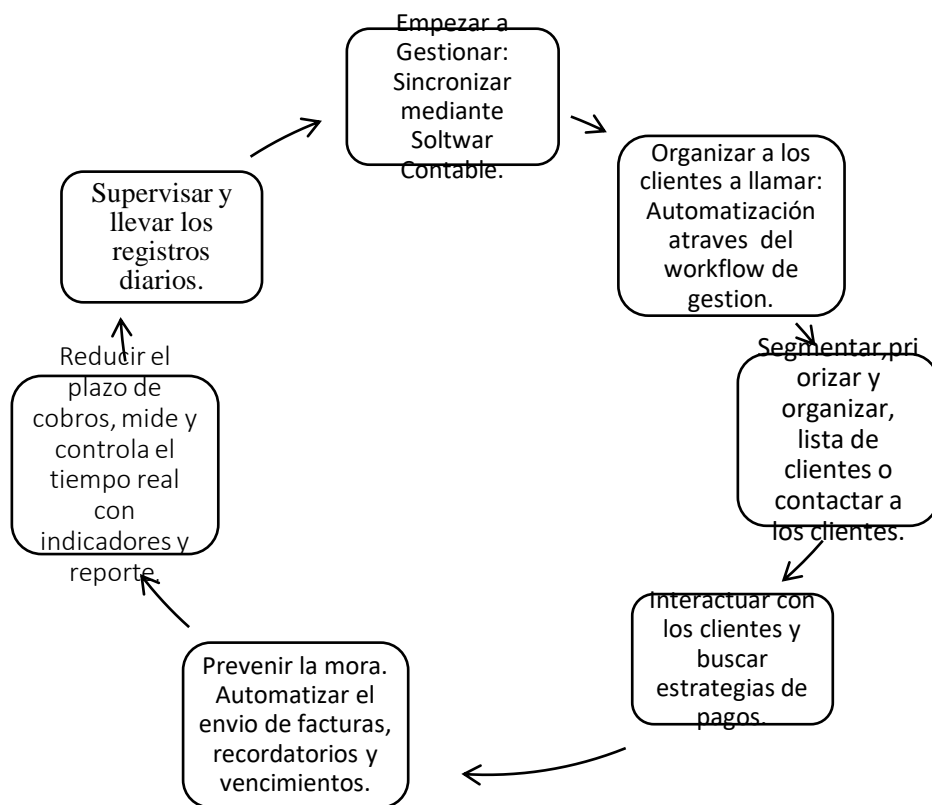 Empezar a
Gestionar:
Sincronizar
mediante
Soltwar
Contable.
Organizar a los
clientes a llamar:
Automatización
atraves del
workflow de
gestion.
Segmentar,pri
orizar y
organizar,
lista de
clientes o
contactar a
los clientes.
Interactuar con
los clientes y
buscar
estrategias de
pagos.
Prevenir la mora.
Automatizar el
envio de facturas,
recordatorios y
vencimientos.
Reducir el
plazo de
cobros, mide y
controla el
tiempo real
con
indicadores y
reporte.
Supervisar y
llevar los
registros
diarios.